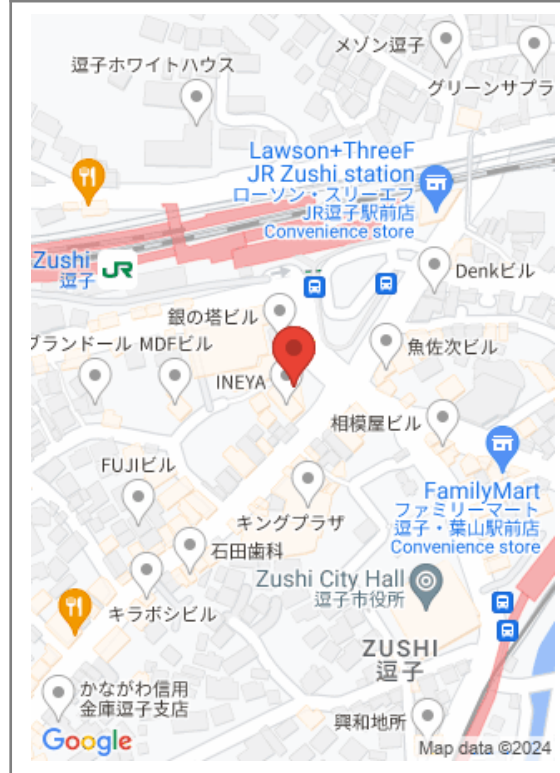 メゾン逗子
逗子ホワイトハウス
グリーンサプラ
Lawson+ThreeF
JR Zushi station
ローソン・スリーエフ
JR逗子駅前店
Convenience store
Zushi
逗子
JR
Denkビル
銀の塔ビル
ブランドール
MDFビル
魚佐次ビル
INEYA
相模屋ビル
FUJIビル
FamilyMart
ファミリーマート
逗子・葉山駅前店
Convenience store
キングプラザ
石田歯科
Zushi City Hall
逗子市役所
キラボシビル
ZUSHI
逗子
かながわ信用
金庫逗子支店
興和地所
Google
Map data ©2024